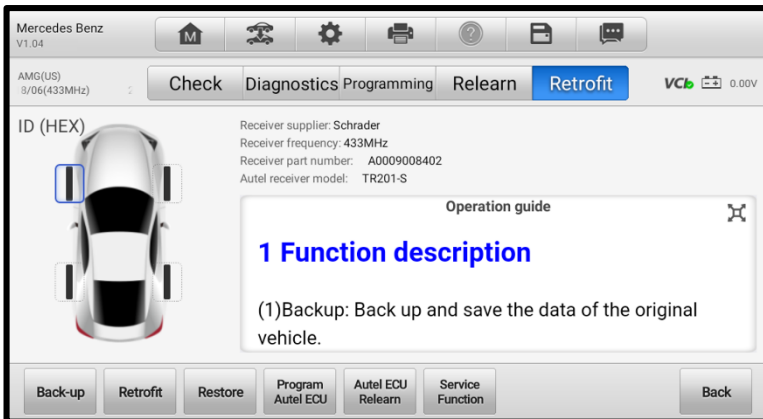 Mercedes Benz
V1.04
AMG(US)
8/06(433MHz)
Check
Diagnostics
Programming
Relearn
Retrofit
VCI
0.00V
ID (HEX)
Receiver supplier: Schrader
Receiver frequency: 433MHz
Receiver part number: A0009008402
Autel receiver model: TR201-S
Operation guide
1 Function description
(1)Backup: Back up and save the data of the original
vehicle.
Back-up
Retrofit
Restore
Program
Autel ECU
Autel ECU
Relearn
Service
Function
Back